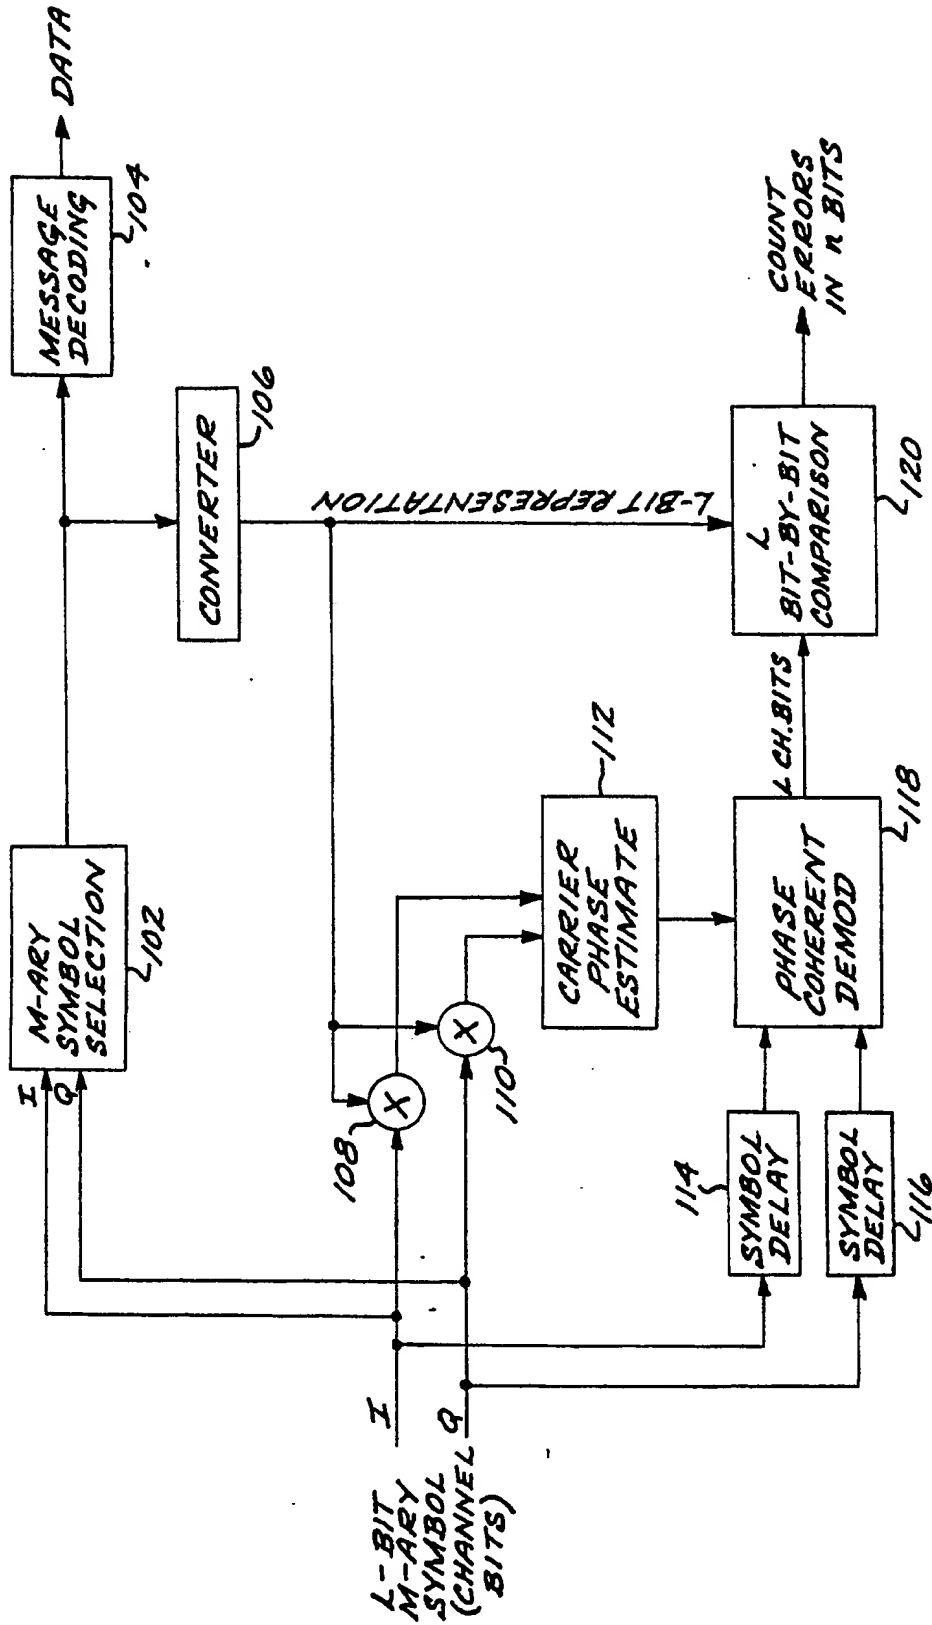 M-ARY
SYMBOL
SELECTION
102
I
Q
MESSAGE
DECODING
104
DATA
CONVERTER
106
L-BIT REPRESENTATION
L-BIT
M-ARY
SYMBOL
(CHANNEL
BITS)
I
Q
X
108
X
110
CARRIER
PHASE
ESTIMATE
112
SYMBOL
DELAY
114
SYMBOL
DELAY
116
PHASE
COHERENT
DEMOD
118
L CH. BITS
L
BIT-BY-BIT
COMPARISON
120
COUNT
ERRORS
IN n BITS